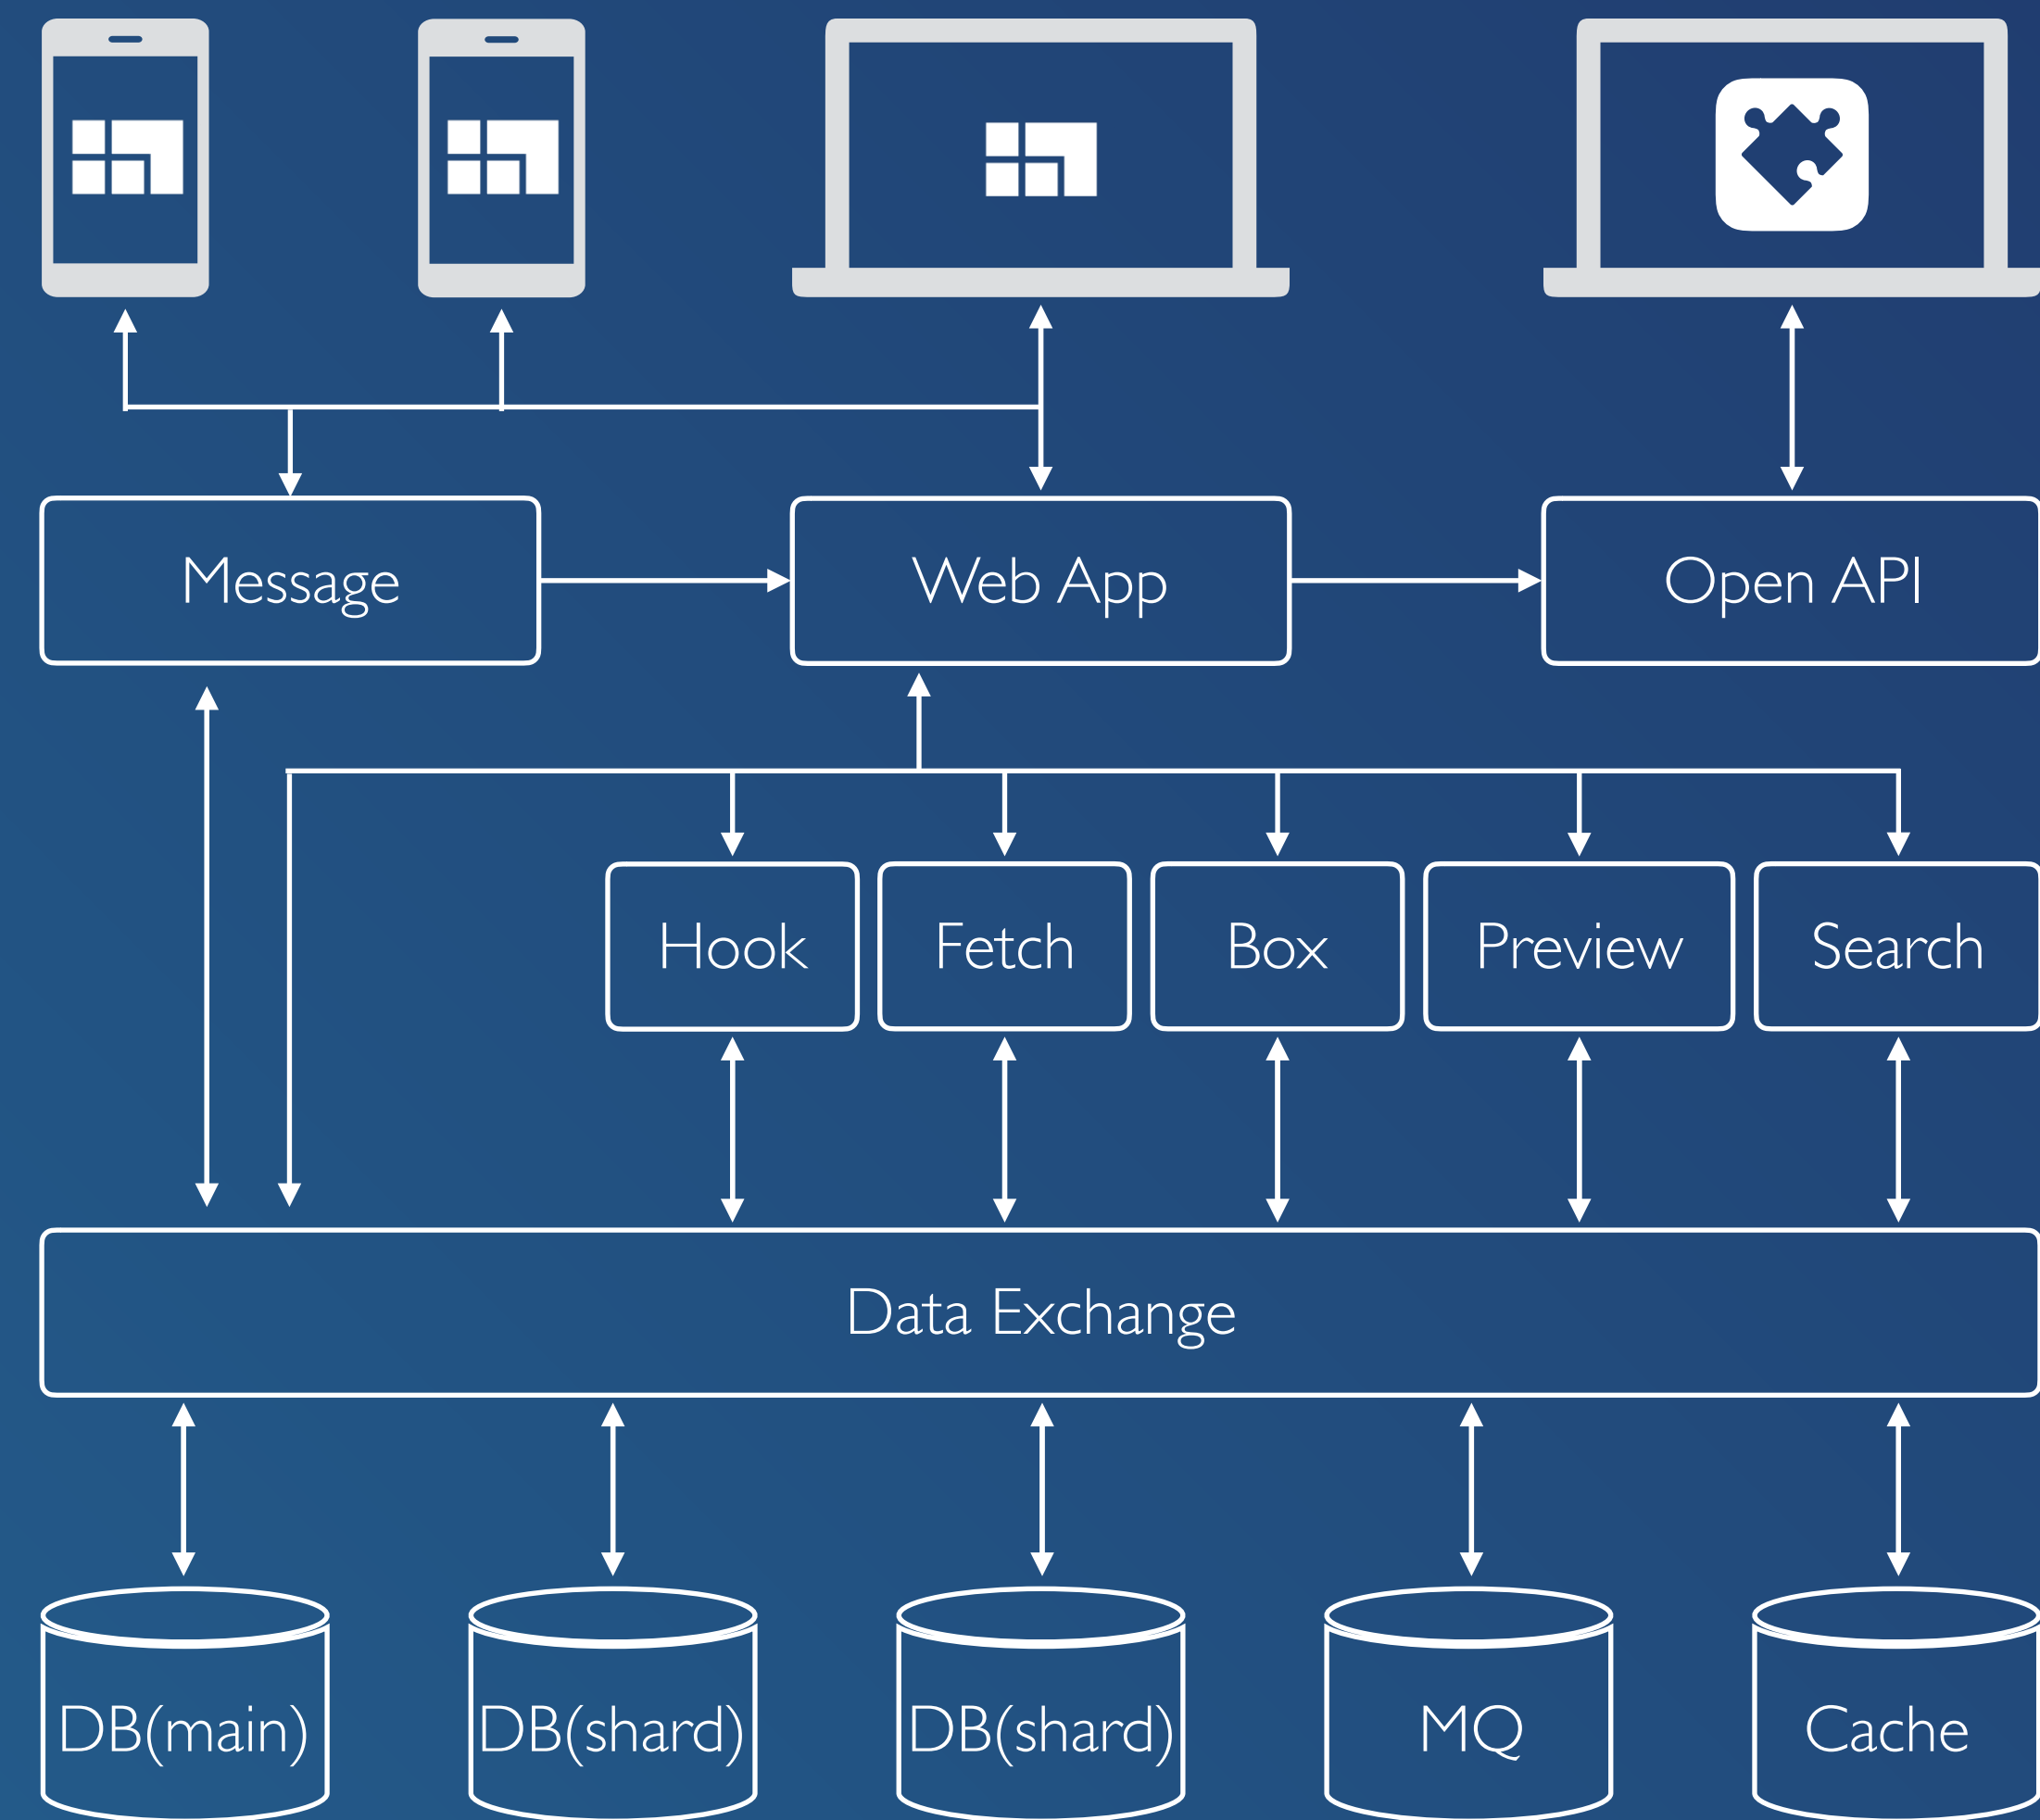 Message
Web App
Open API
Hook
Fetch
Box
Preview
Search
Data Exchange
DB(main)
DB(shard)
DB(shard)
MQ
Cache